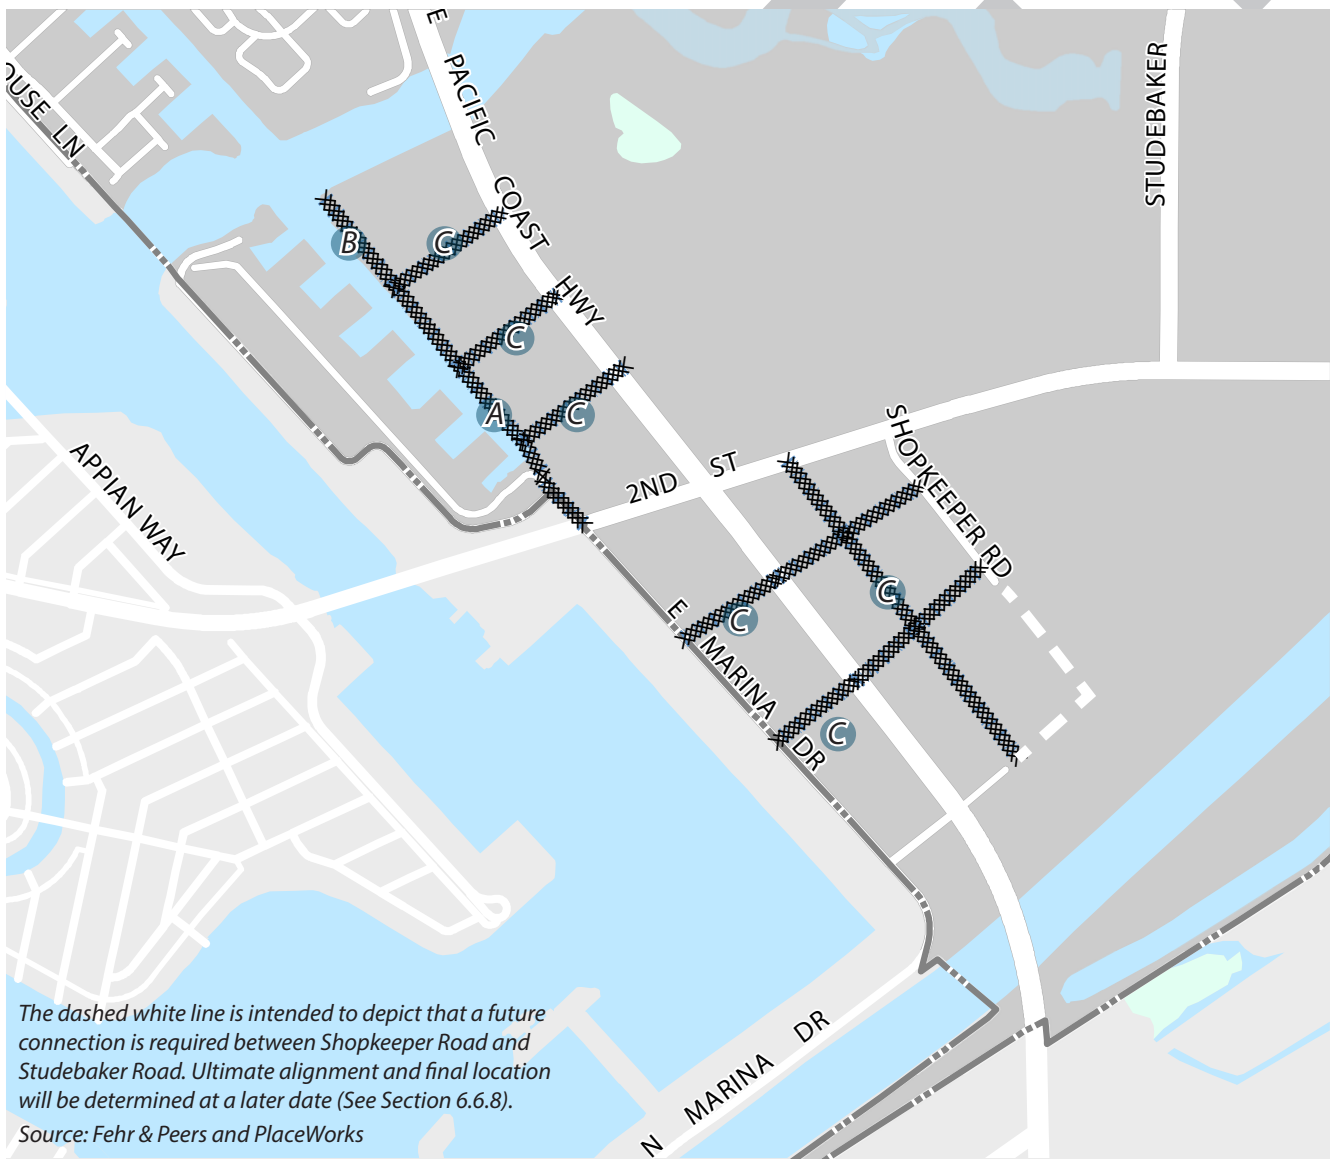 E PACIFIC COAST HWY
STUDEBAKER
OUSE LN
B
C
C
A
C
SHOPKEEPER RD
APPIAN WAY
2ND ST
C
C
E MARINA DR
C
The dashed white line is intended to depict that a future
connection is required between Shopkeeper Road and
Studebaker Road. Ultimate alignment and final location
will be determined at a later date (See Section 6.6.8).
Source: Fehr & Peers and PlaceWorks
N MARINA DR